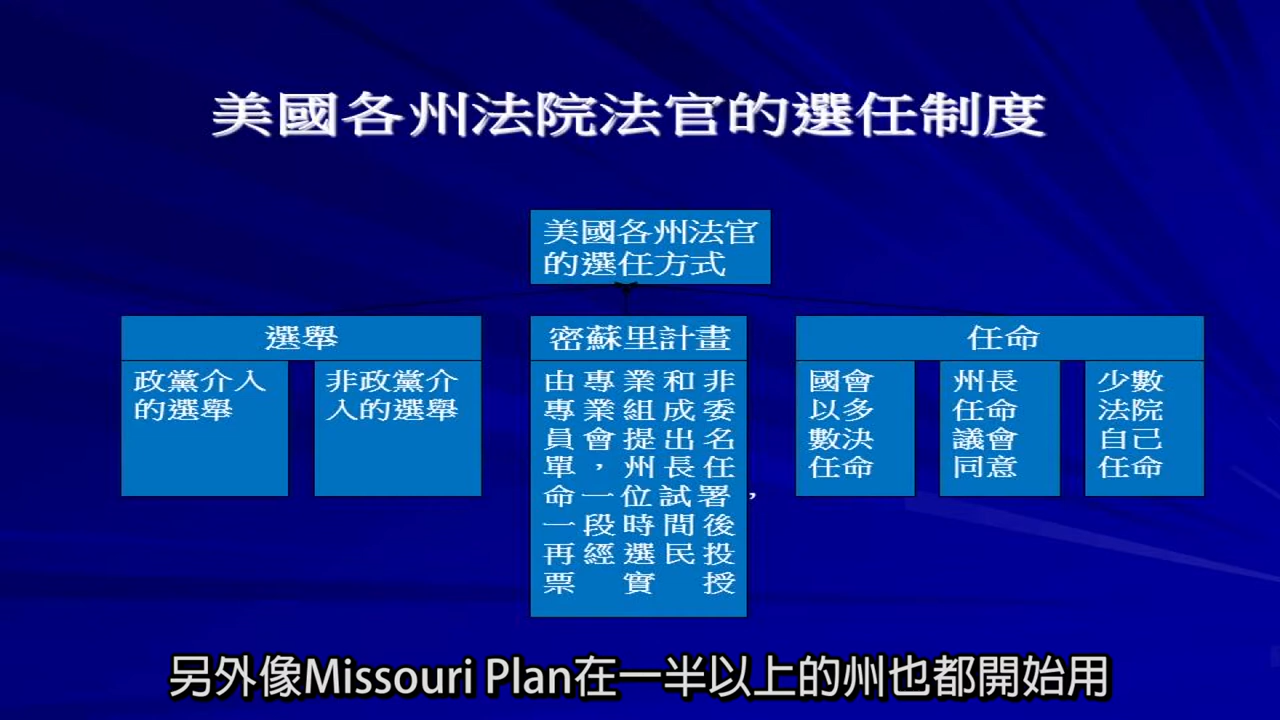 美國各州法院法官的選任制度
美國各州法官
的選任方式
選舉
政黨介入
的選舉
非政黨介
入的選舉
密蘇里計畫
由專業和非
專業組成委
員會提出名
單，州長任
命一位試署，
一段時間後
再經選民投
票實授
任命
國會
以多
數決
任命
州長
任命
議會
同意
少數
法院
自己
任命
另外像Missouri Plan在一半以上的州也都開始用